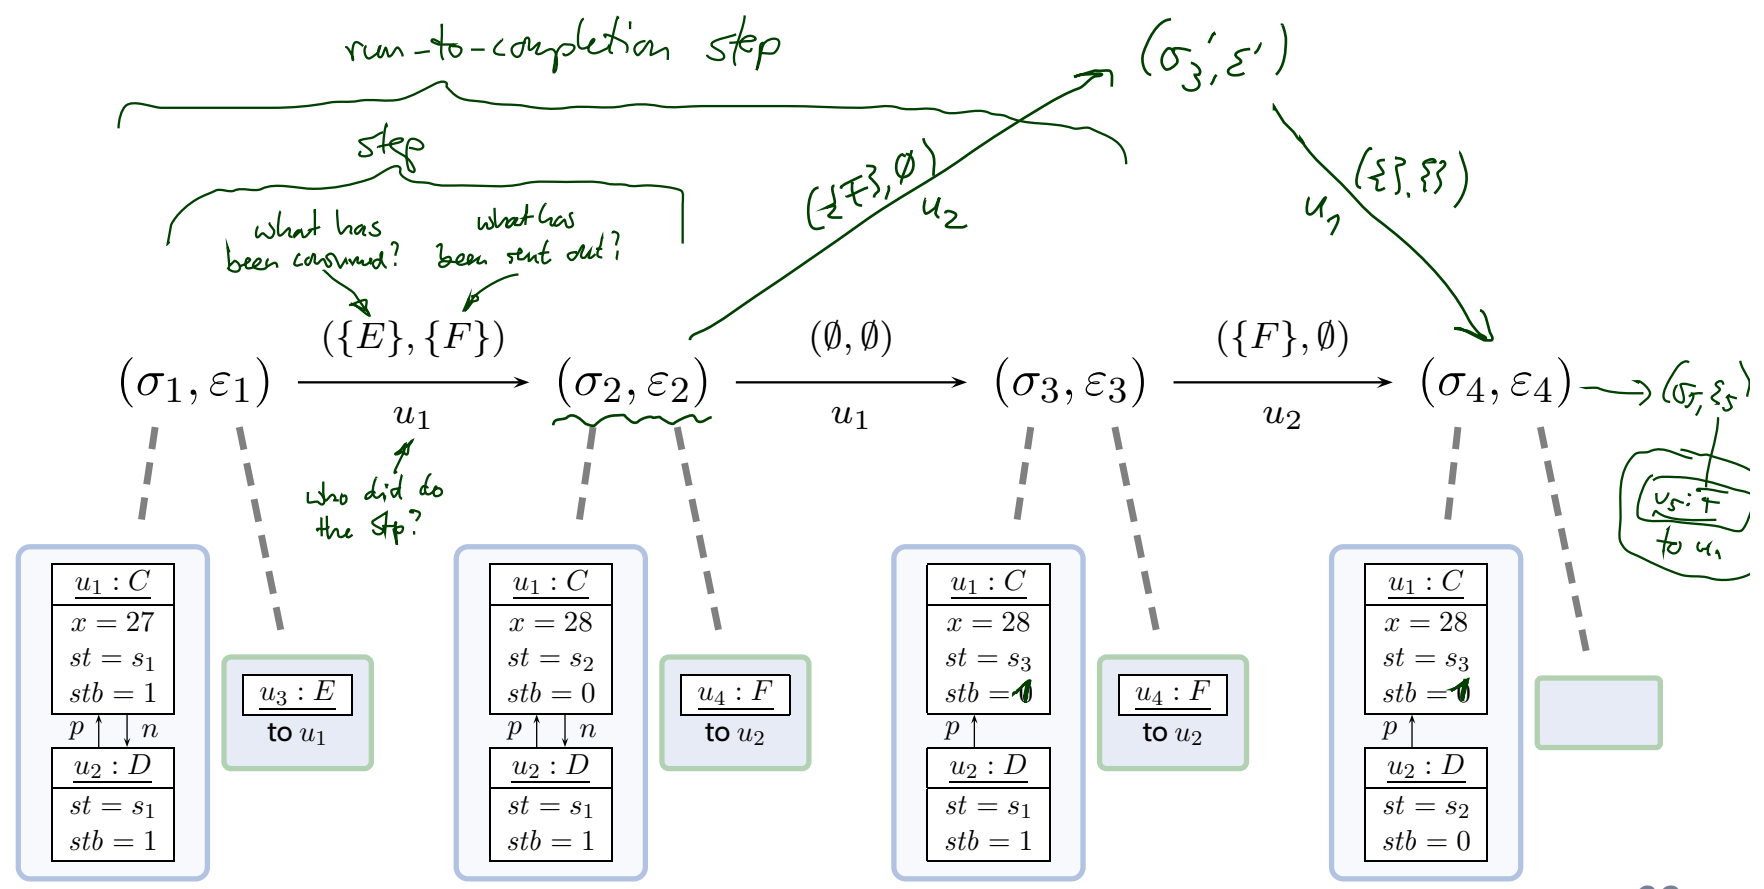 run-to-completion step
(σ₃', ε')
step
({F}, ∅)
u₂
({}, {})
u₁
what has been consumed?
what has been sent out?
({E}, {F})
(∅, ∅)
({F}, ∅)
(σ₁, ε₁)
(σ₂, ε₂)
(σ₃, ε₃)
(σ₄, ε₄)
(σ₅, ε₅
u₁
u₁
u₂
who did do
the step?
to u₁
u₁ : C
x = 27
st = s₁
stb = 1
p
n
u₂ : D
st = s₁
stb = 1
u₃ : E
to u₁
u₁ : C
x = 28
st = s₂
stb = 0
p
n
u₂ : D
st = s₁
stb = 1
u₄ : F
to u₂
u₁ : C
x = 28
st = s₃
stb = 1
p
u₂ : D
st = s₁
stb = 1
u₄ : F
to u₂
u₁ : C
x = 28
st = s₃
stb = 1
p
u₂ : D
st = s₂
stb = 0